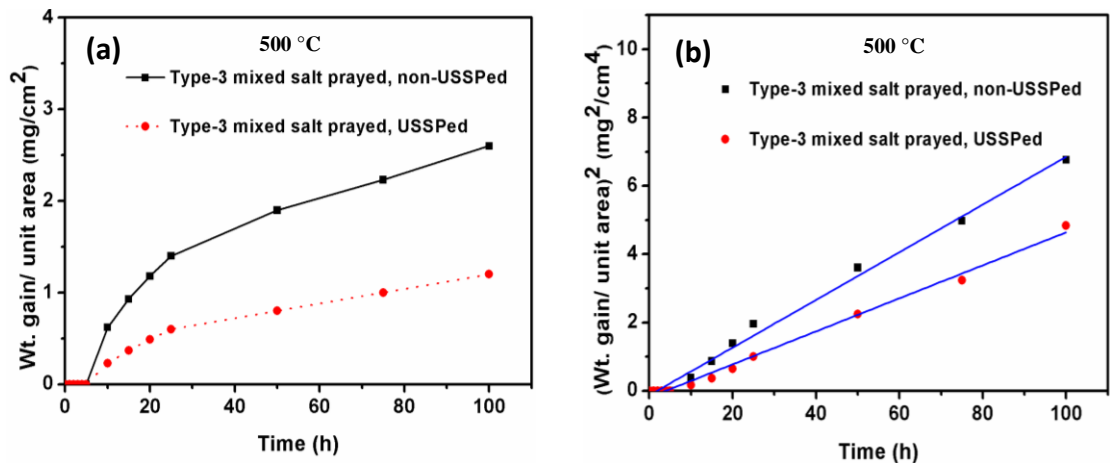 (a)
500 °C
Type-3 mixed salt prayed, non-USSPed
Type-3 mixed salt prayed, USSPed
Wt. gain/ unit area (mg/cm²)
4
3
2
1
0
0 20 40 60 80 100
Time (h)
(b)
500 °C
Type-3 mixed salt prayed, non-USSPed
Type-3 mixed salt prayed, USSPed
(Wt. gain/ unit area)² (mg²/cm⁴)
10
8
6
4
2
0
0 20 40 60 80 100
Time (h)